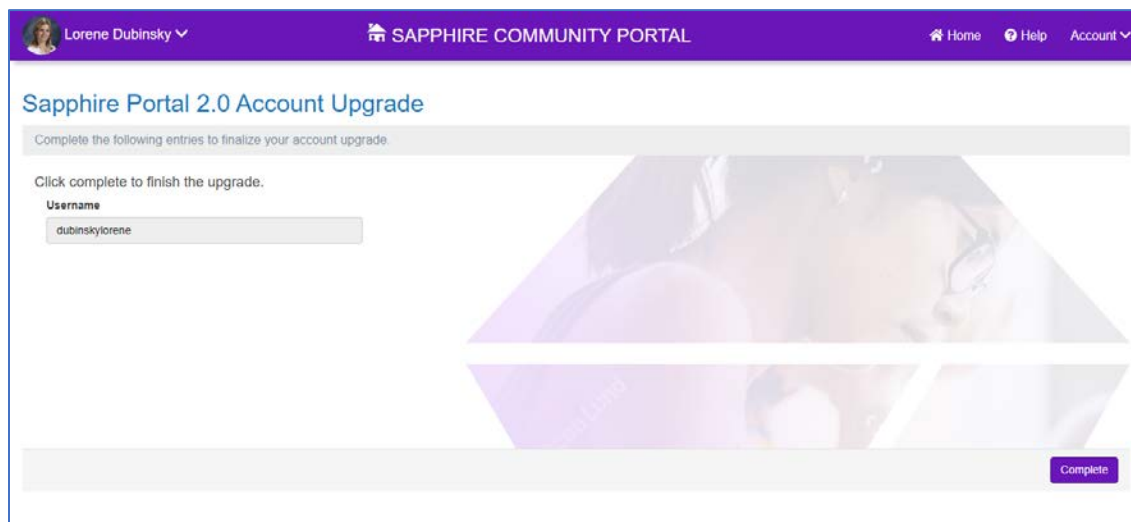 Lorene Dubinsky
SAPPHIRE COMMUNITY PORTAL
Home
Help
Account
Sapphire Portal 2.0 Account Upgrade
Complete the following entries to finalize your account upgrade.
Click complete to finish the upgrade.
Username
dubinskylorene
Complete